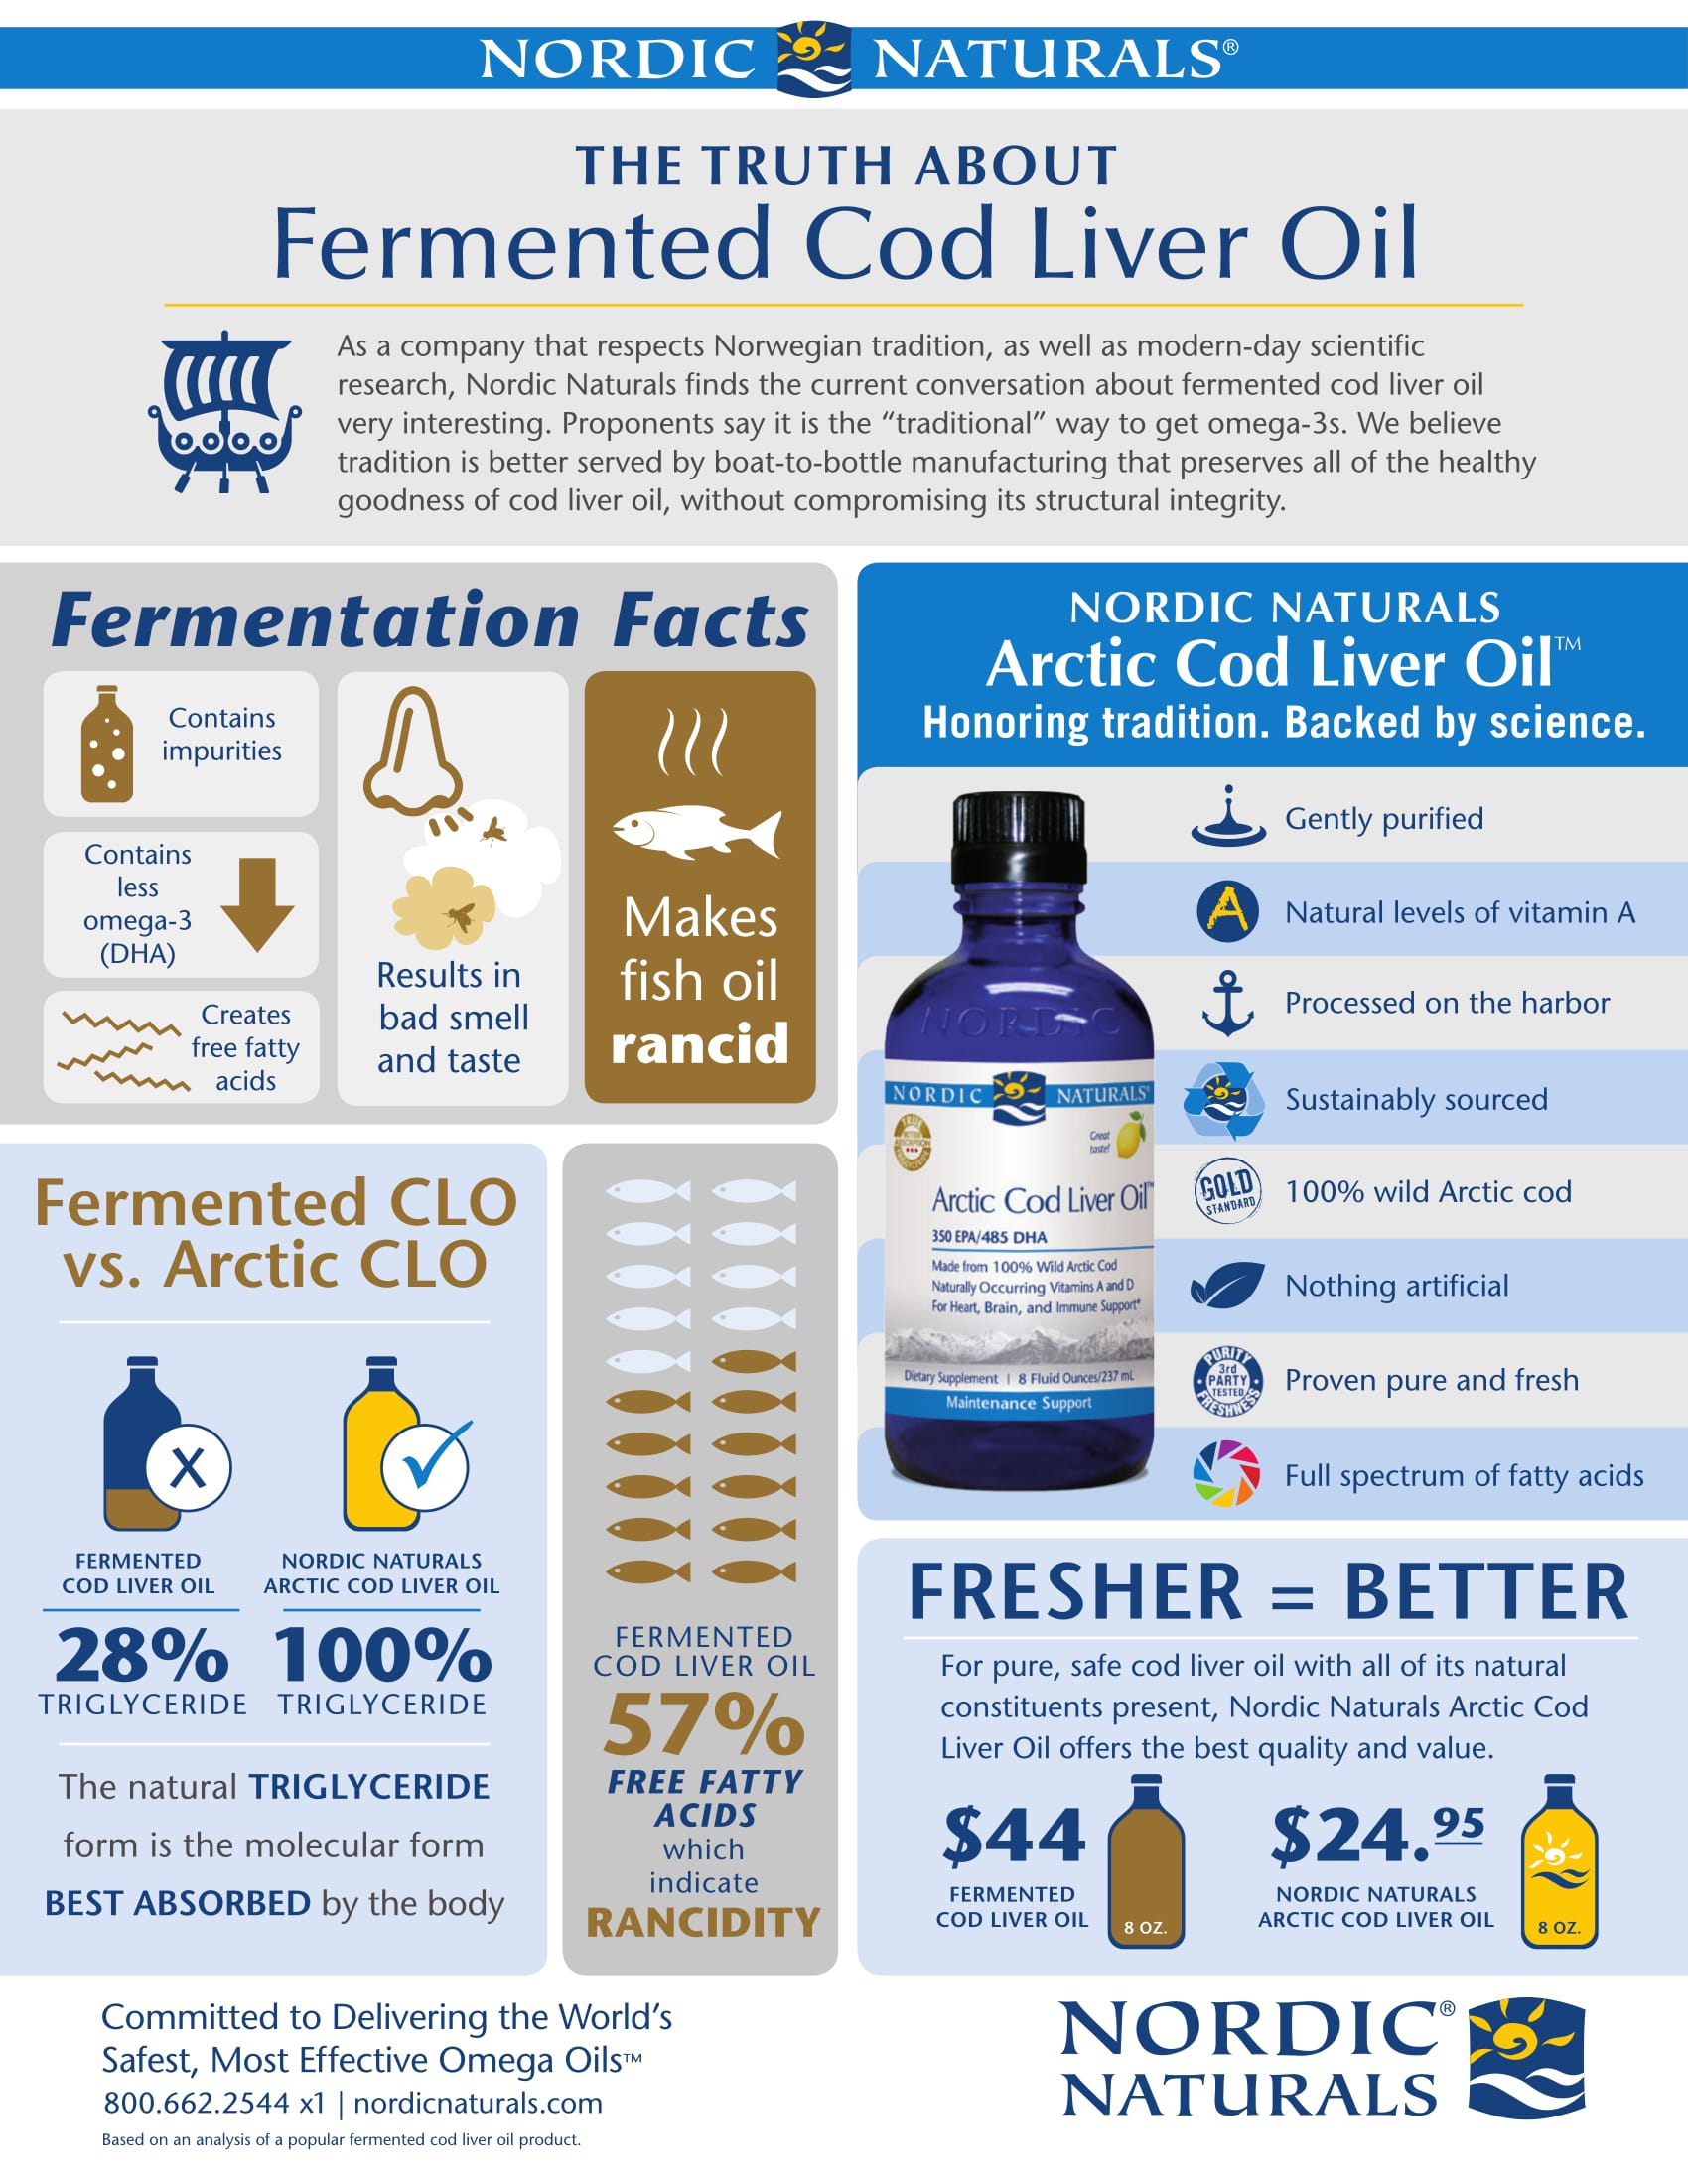 NORDIC NATURALS®
THE TRUTH ABOUT
Fermented Cod Liver Oil
As a company that respects Norwegian tradition, as well as modern-day scientific
research, Nordic Naturals finds the current conversation about fermented cod liver oil
very interesting. Proponents say it is the “traditional” way to get omega-3s. We believe
tradition is better served by boat-to-bottle manufacturing that preserves all of the healthy
goodness of cod liver oil, without compromising its structural integrity.
Fermentation Facts
Contains
impurities
Contains
less
omega-3
(DHA)
Creates
free fatty
acids
Results in
bad smell
and taste
Makes
fish oil
rancid
NORDIC NATURALS
Arctic Cod Liver Oil™
Honoring tradition. Backed by science.
NORDIC
NORDIC NATURALS®
TRUE
BETTER
ABSORPTION
Great
taste!
Arctic Cod Liver Oil™
350 EPA/485 DHA
Made from 100% Wild Arctic Cod
Naturally Occurring Vitamins A and D
For Heart, Brain, and Immune Support*
Dietary Supplement | 8 Fluid Ounces/237 mL
Maintenance Support
Gently purified
A
Natural levels of vitamin A
Processed on the harbor
Sustainably sourced
GOLD
STANDARD
100% wild Arctic cod
Nothing artificial
PURITY
3rd
PARTY
TESTED
FRESHNESS
Proven pure and fresh
Full spectrum of fatty acids
Fermented CLO
vs. Arctic CLO
X
FERMENTED
COD LIVER OIL
28%
TRIGLYCERIDE
NORDIC NATURALS
ARCTIC COD LIVER OIL
100%
TRIGLYCERIDE
The natural TRIGLYCERIDE
form is the molecular form
BEST ABSORBED by the body
FERMENTED
COD LIVER OIL
57%
FREE FATTY
ACIDS
which
indicate
RANCIDITY
FRESHER = BETTER
For pure, safe cod liver oil with all of its natural
constituents present, Nordic Naturals Arctic Cod
Liver Oil offers the best quality and value.
$44
FERMENTED
COD LIVER OIL
8 OZ.
$24.95
NORDIC NATURALS
ARCTIC COD LIVER OIL
8 OZ.
Committed to Delivering the World’s
Safest, Most Effective Omega Oils™
800.662.2544 x1 | nordicnaturals.com
Based on an analysis of a popular fermented cod liver oil product.
NORDIC®
NATURALS